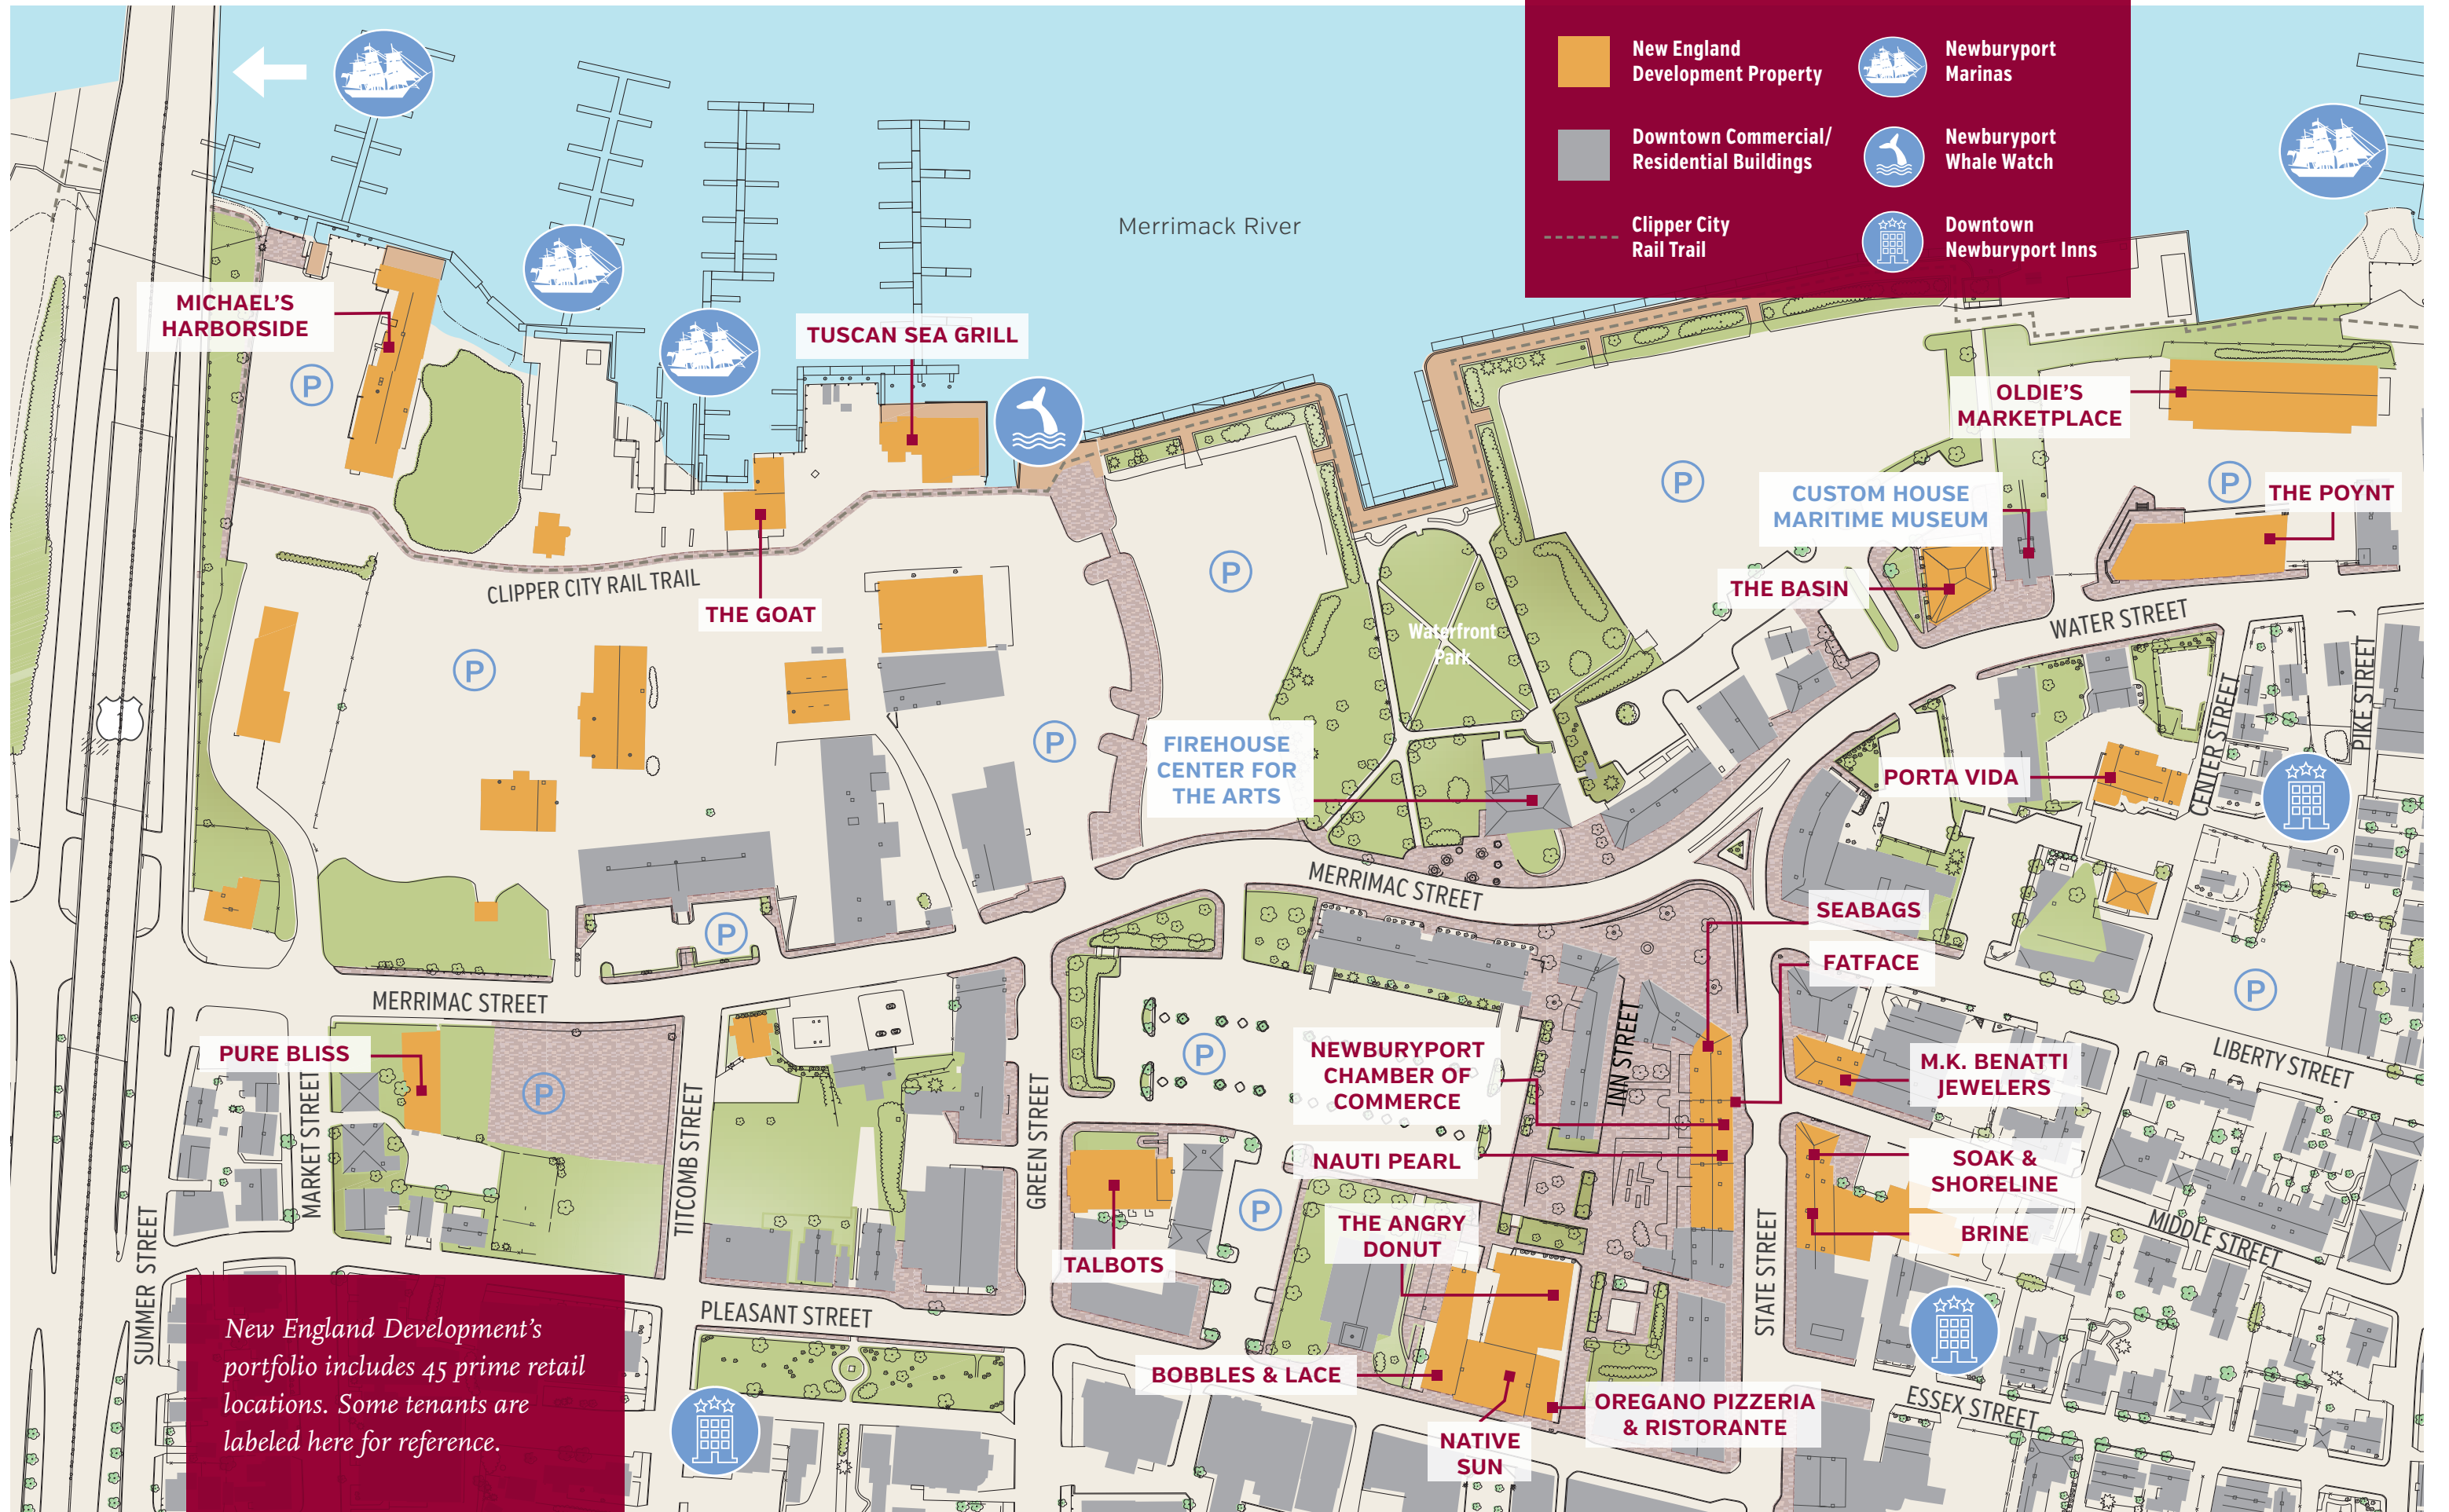 New England
Development Property
Newburyport
Marinas
Downtown Commercial/
Residential Buildings
Newburyport
Whale Watch
Clipper City
Rail Trail
Downtown
Newburyport Inns
Merrimack River
MICHAEL'S
HARBORSIDE
P
TUSCAN SEA GRILL
OLDIE'S
MARKETPLACE
P
CUSTOM HOUSE
MARITIME MUSEUM
P
THE POYNT
CLIPPER CITY RAIL TRAIL
P
THE BASIN
THE GOAT
WATER STREET
Waterfront
Park
P
P
FIREHOUSE
CENTER FOR
THE ARTS
PORTA VIDA
CENTER STREET
PIKE STREET
MERRIMAC STREET
P
SEABAGS
FATFACE
P
MERRIMAC STREET
PURE BLISS
P
P
NEWBURYPORT
CHAMBER OF
COMMERCE
INN STREET
M.K. BENATTI
JEWELERS
LIBERTY STREET
MARKET STREET
TITCOMB STREET
GREEN STREET
NAUTI PEARL
SOAK &
SHORELINE
BRINE
MIDDLE STREET
P
THE ANGRY
DONUT
TALBOTS
SUMMER STREET
STATE STREET
PLEASANT STREET
BOBBLES & LACE
OREGANO PIZZERIA
& RISTORANTE
NATIVE
SUN
ESSEX STREET
New England Development's
portfolio includes 45 prime retail
locations. Some tenants are
labeled here for reference.